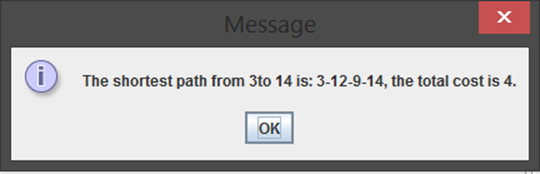 Message
The shortest path from 3to 14 is: 3-12-9-14, the total cost is 4.
OK